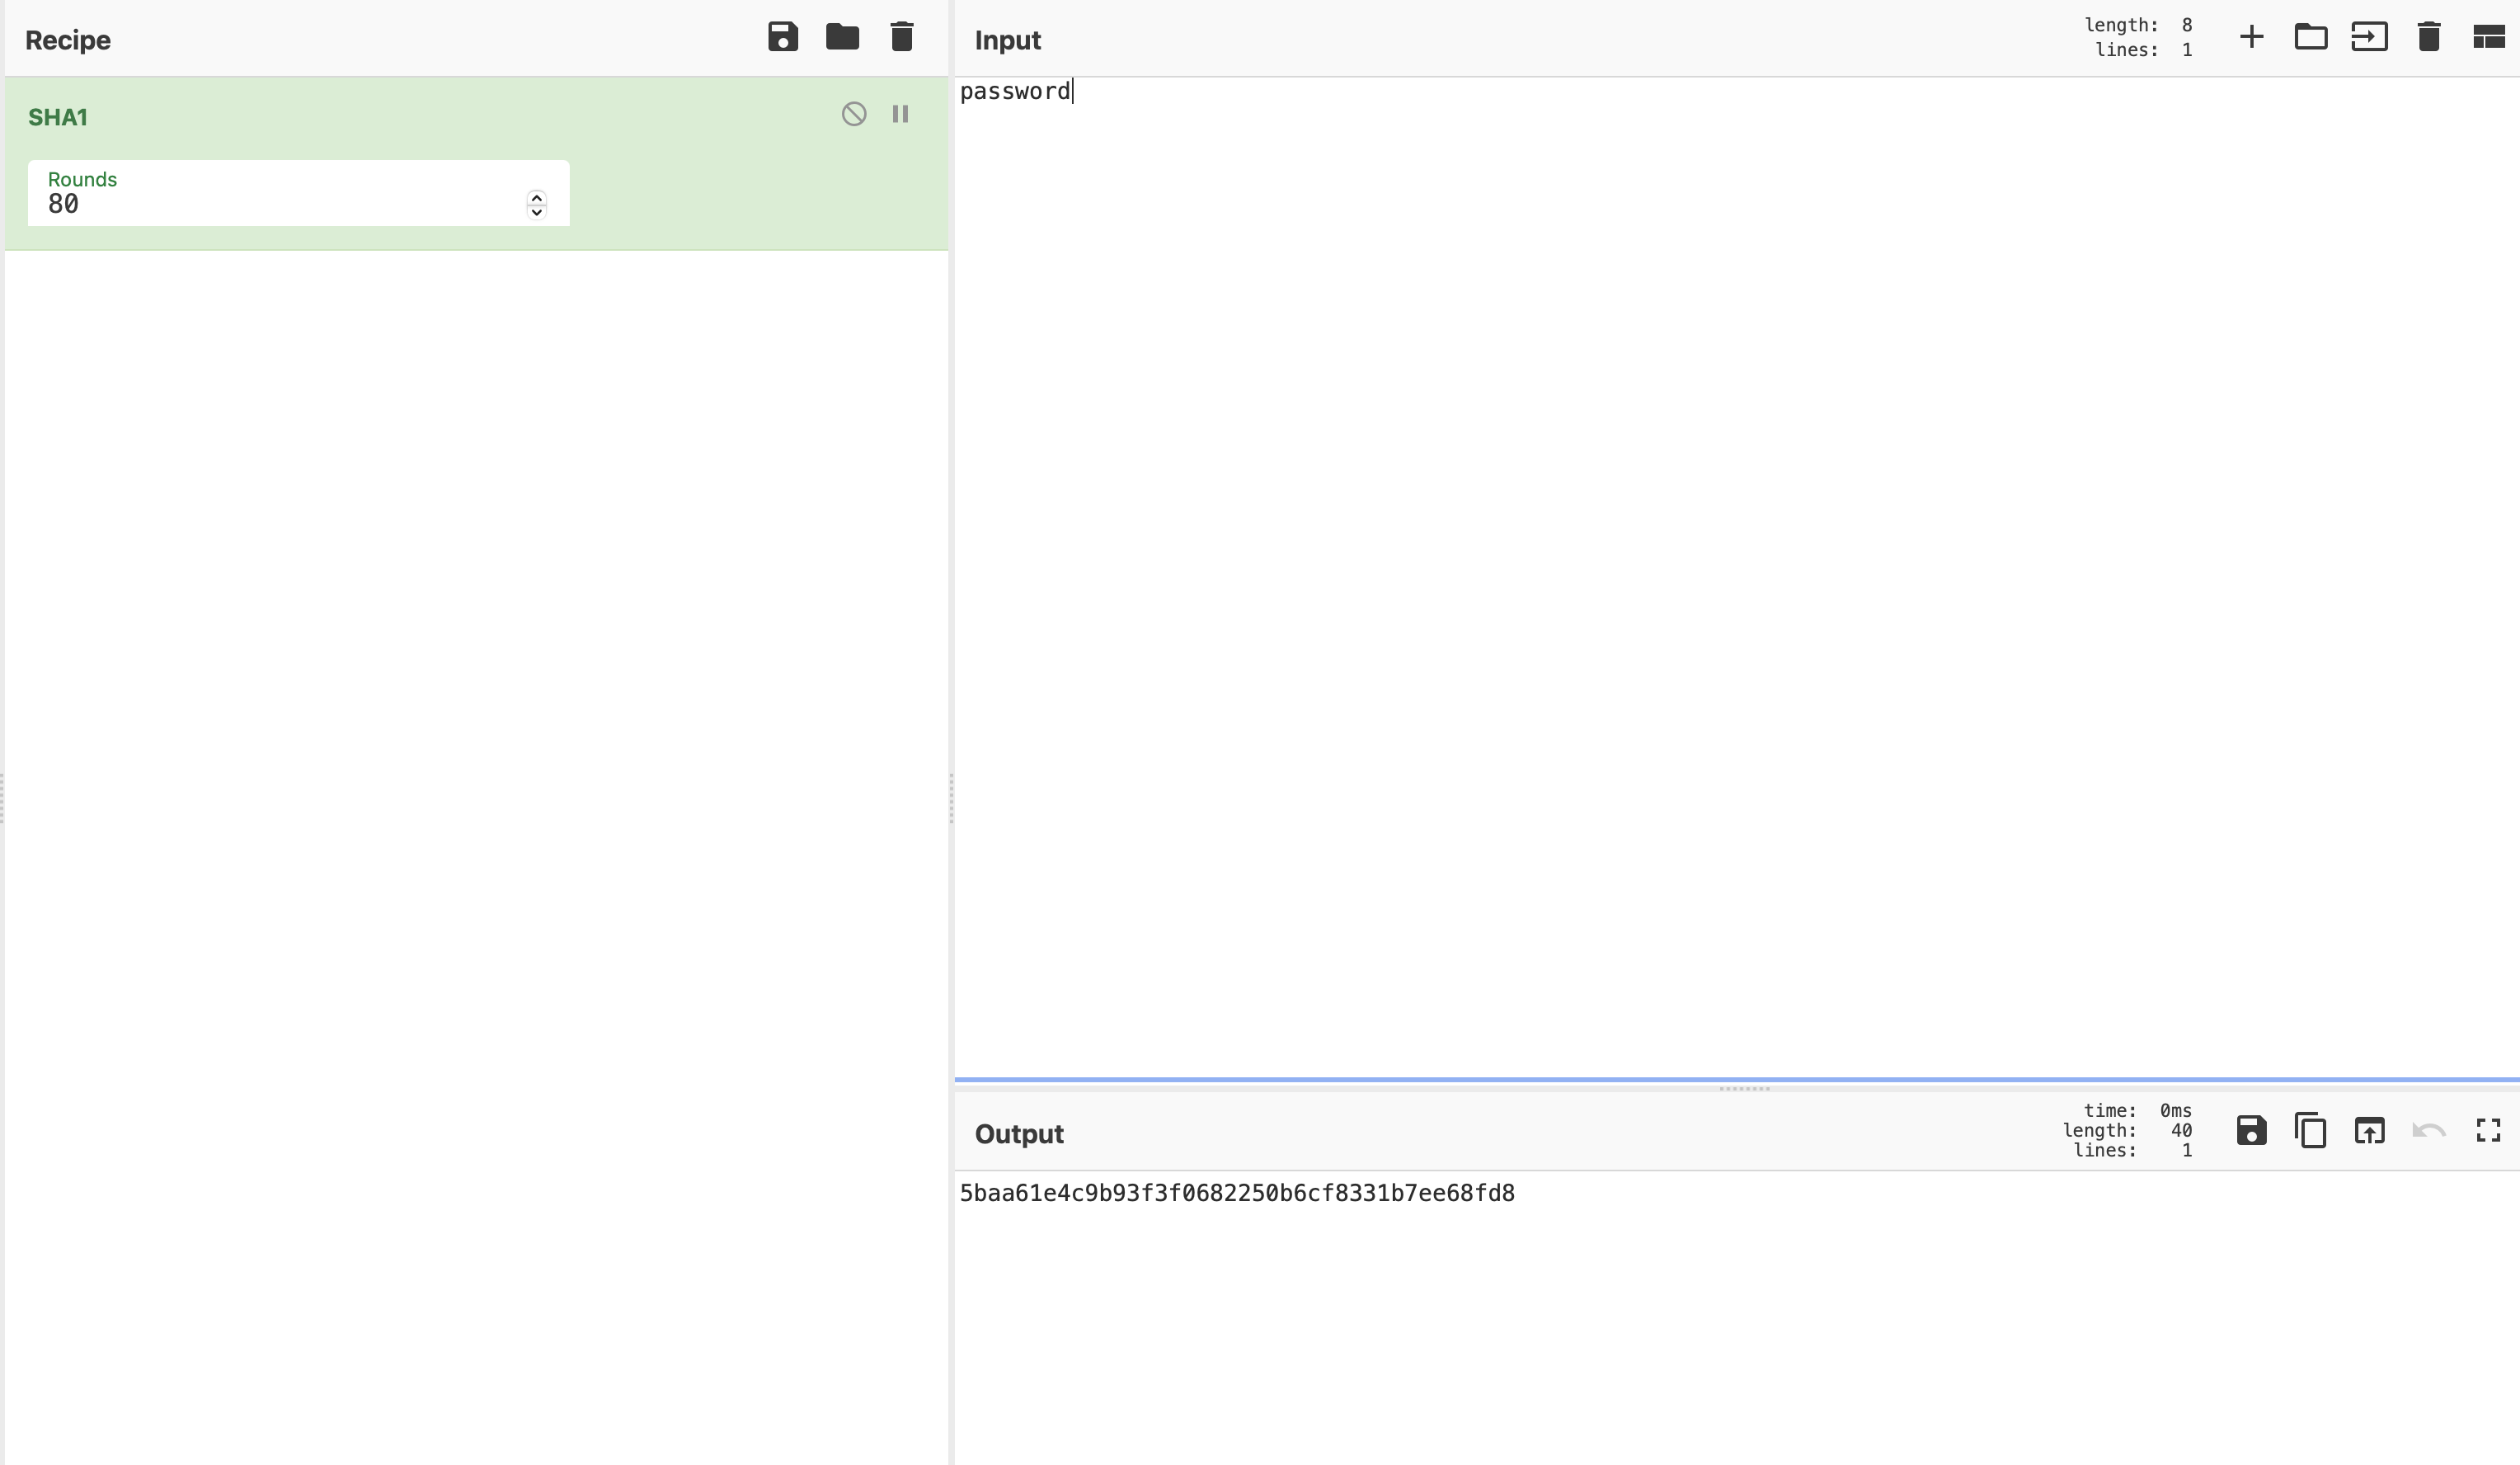 Recipe
SHA1
Rounds
80
Input
length: 8
lines: 1
password
Output
time: 0ms
length: 40
lines: 1
5baa61e4c9b93f3f0682250b6cf8331b7ee68fd8